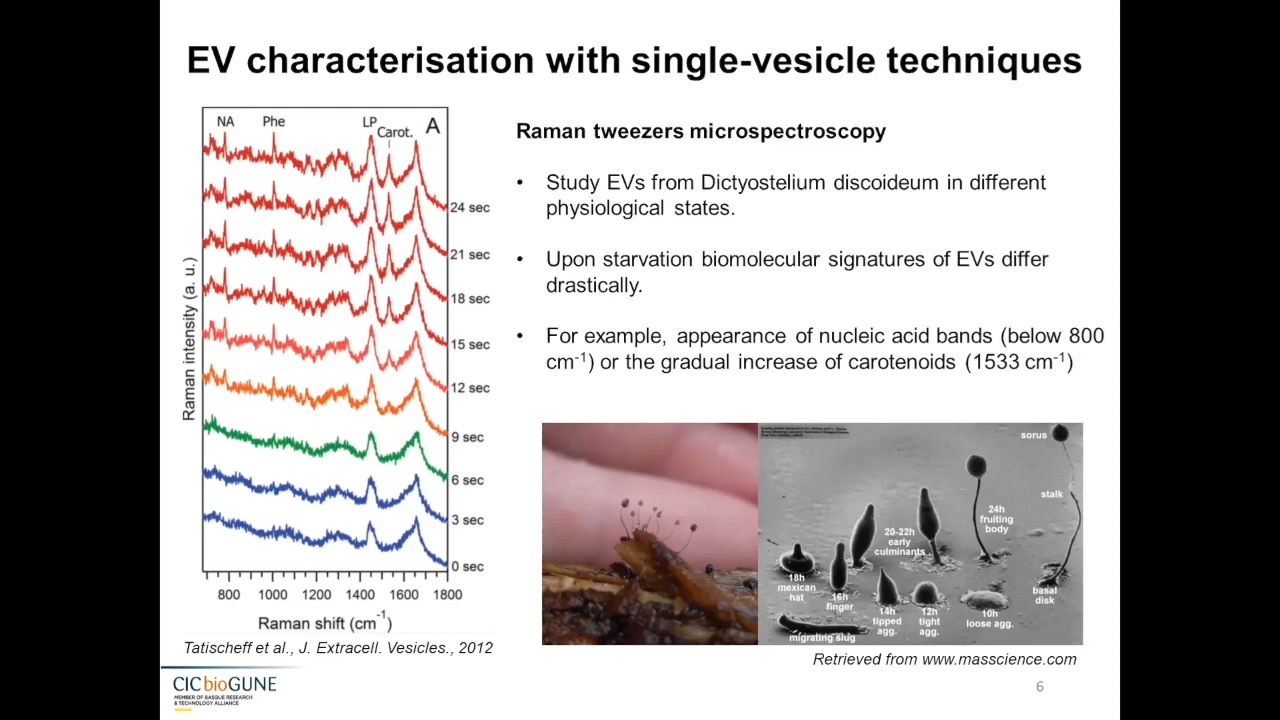 EV characterisation with single-vesicle techniques
NA
Phe
LP
Carot.
A
24 sec
21 sec
18 sec
15 sec
12 sec
9 sec
6 sec
3 sec
0 sec
Raman intensity (a. u.)
800
1000
1200
1400
1600
1800
Raman shift (cm-1)
Tatischeff et al., J. Extracell. Vesicles., 2012
Raman tweezers microspectroscopy
• Study EVs from Dictyostelium discoideum in different
physiological states.
• Upon starvation biomolecular signatures of EVs differ
drastically.
• For example, appearance of nucleic acid bands (below 800
cm-1) or the gradual increase of carotenoids (1533 cm-1)
sorus
stalk
24h
fruiting
body
20-22h
early
culminants
18h
mexican
hat
16h
finger
14h
tipped
agg.
12h
tight
agg.
10h
loose agg.
basal
disk
migrating slug
Retrieved from www.masscience.com
CIC bioGUNE
MEMBER OF BASQUE RESEARCH
& TECHNOLOGY ALLIANCE
6